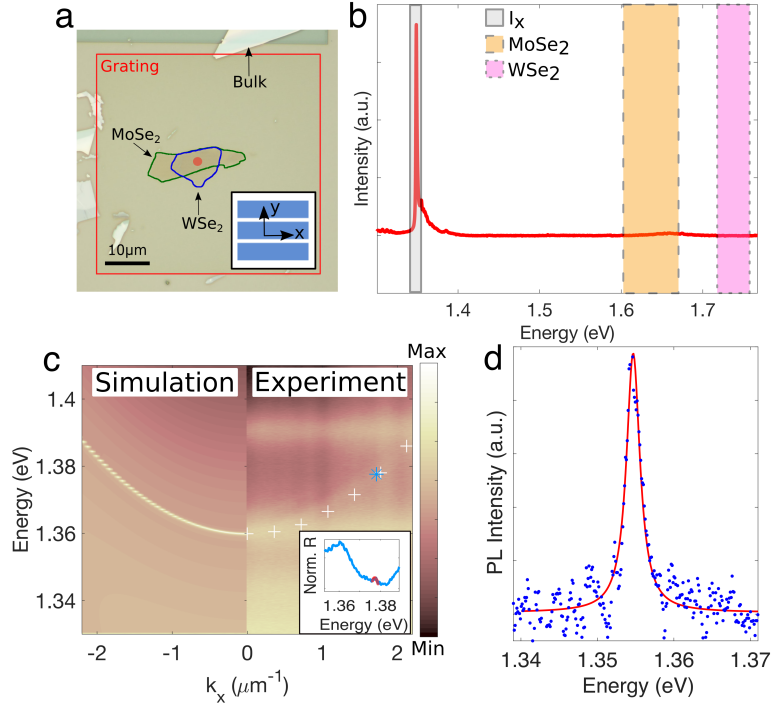 a
Grating
Bulk
MoSe2
WSe2
10μm
y
x
b
Ix
MoSe2
WSe2
Intensity (a.u.)
1.4 1.5 1.6 1.7
Energy (eV)
c
Simulation Experiment
Max
Min
Energy (eV)
1.4
1.38
1.36
1.34
-2 -1 0 1 2
kx (μm-1)
Norm. R
1.36 1.38
Energy (eV)
d
PL Intensity (a.u.)
1.34 1.35 1.36 1.37
Energy (eV)